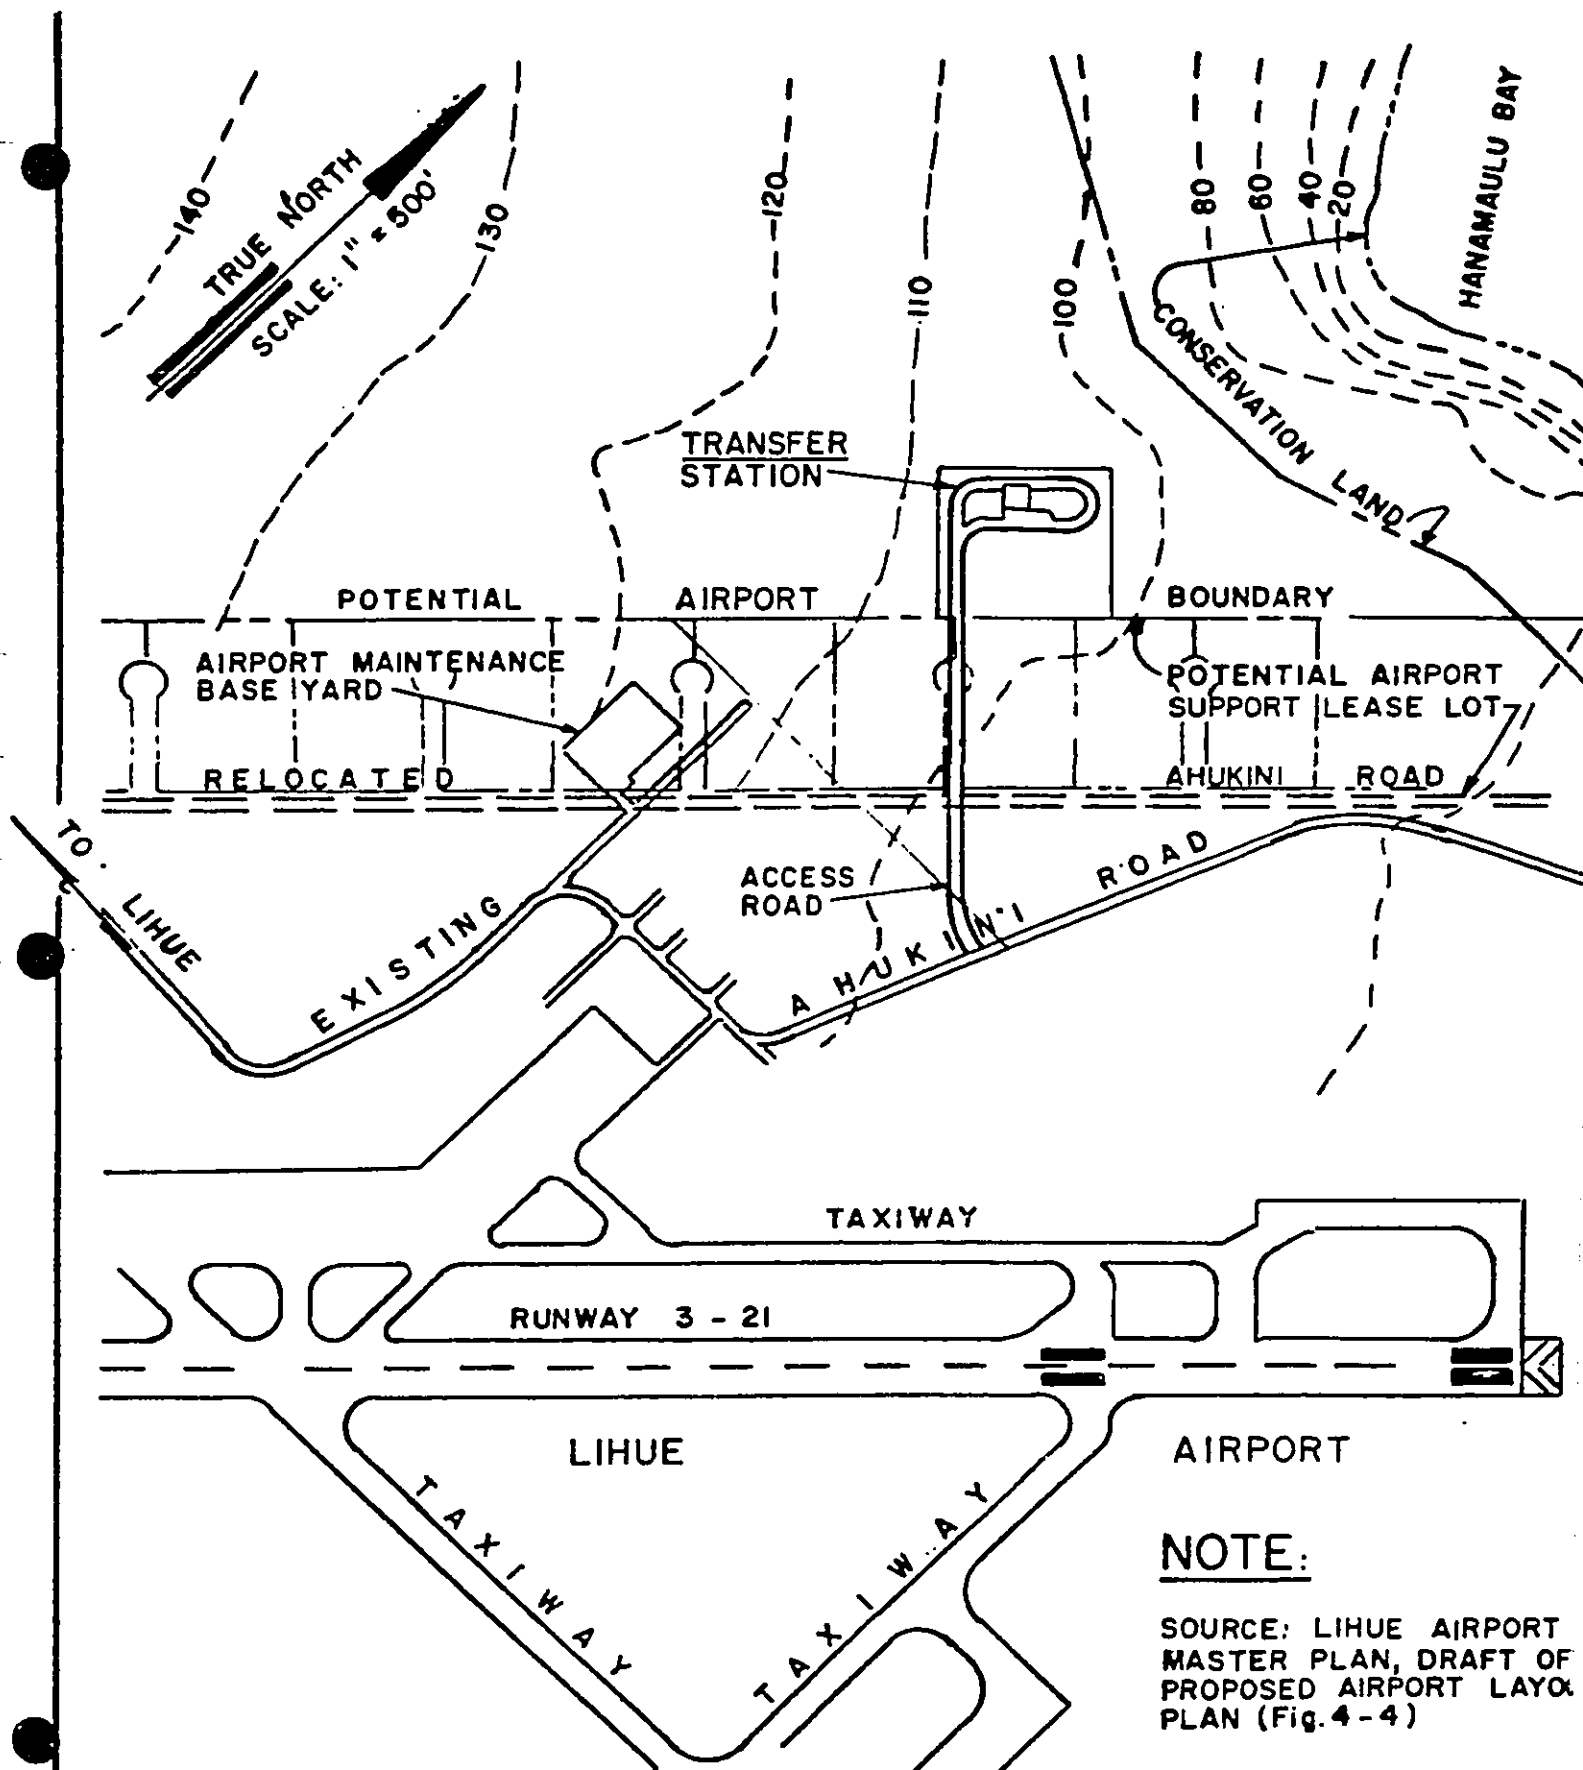 140
TRUE NORTH
SCALE: 1" = 500'
130
120
110
100
80
60
40
20
HANAMAULU BAY
CONSERVATION LAND
TRANSFER
STATION
POTENTIAL AIRPORT BOUNDARY
AIRPORT MAINTENANCE
BASE YARD
POTENTIAL AIRPORT
SUPPORT LEASE LOT
RELOCATED AHUKINI ROAD
TO LIHUE
EXISTING AHUKINI ROAD
ACCESS
ROAD
TAXIWAY
RUNWAY 3 - 21
LIHUE AIRPORT
TAXIWAY
TAXIWAY
NOTE:
SOURCE: LIHUE AIRPORT
MASTER PLAN, DRAFT OF
PROPOSED AIRPORT
PLAN (Fig. 4-4)